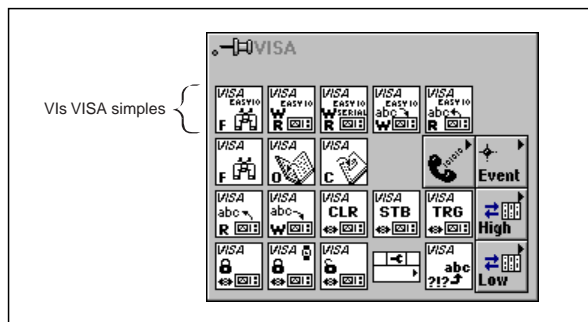 VISA
VIs VISA simples
VISA EASY IO F
VISA EASY IO W R
VISA EASY IO W SERIAL R
VISA EASY IO abc W
VISA EASY IO abc R
VISA F
VISA O
VISA C
Event
VISA abc R
VISA abc W
VISA CLR
VISA STB
VISA TRG
High
VISA
VISA
VISA
VISA abc ?!?
Low